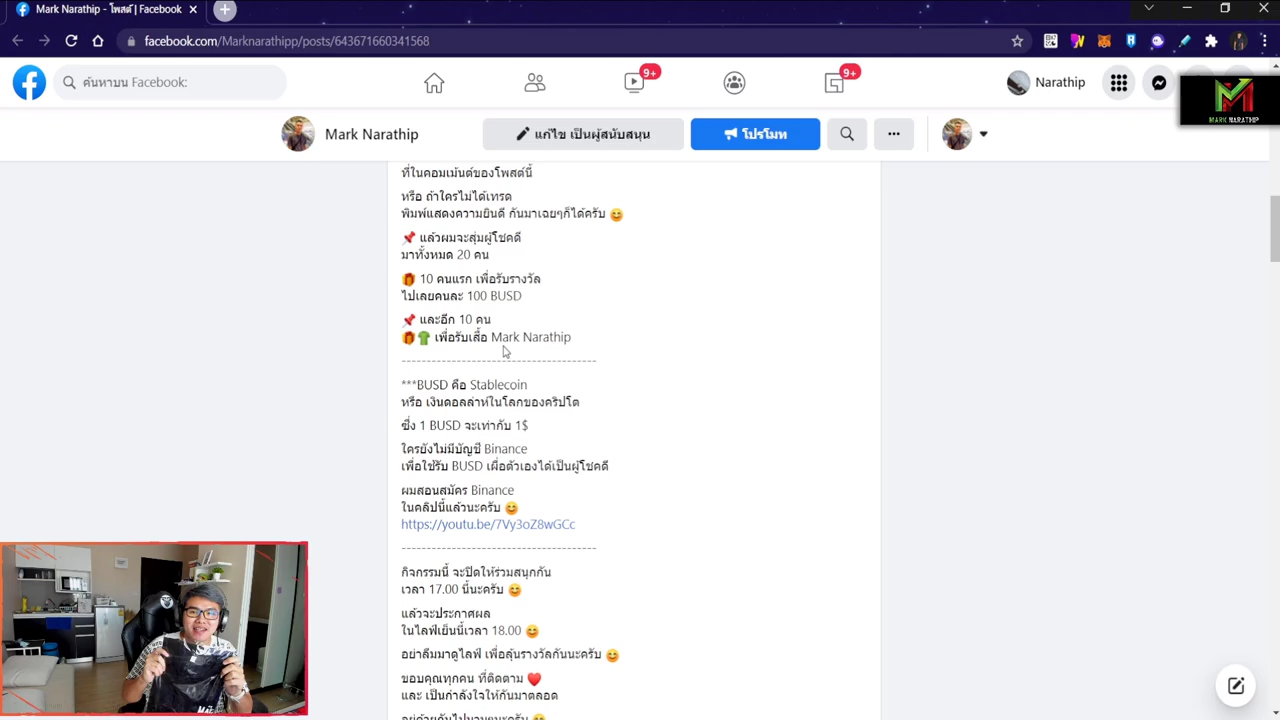 Mark Narathip - โพสต์ | Facebook
facebook.com/Marknarathipp/posts/643671660341568
ค้นหาบน Facebook:
9+
9+
Narathip
MARK NARATHIP
Mark Narathip
แก้ไข เป็นผู้สนับสนุน
โปรโมท
ที่ในคอมเม้นต์ของโพสต์นี้
หรือ ถ้าใครไม่ได้เทรด
พิมพ์แสดงความยินดี กันมาเฉยๆก็ได้ครับ 😊
📌 แล้วผมจะสุ่มผู้โชคดี
มาทั้งหมด 20 คน
🎁 10 คนแรก เพื่อรับรางวัล
ไปเลยคนละ 100 BUSD
📌 และอีก 10 คน
🎁👕 เพื่อรับเสื้อ Mark Narathip
---------------------------------------
***BUSD คือ Stablecoin
หรือ เงินดอลล่าห์ในโลกของคริปโต
ซึ่ง 1 BUSD จะเท่ากับ 1$
ใครยังไม่มีบัญชี Binance
เพื่อใช้รับ BUSD เผื่อตัวเองได้เป็นผู้โชคดี
ผมสอนสมัคร Binance
ในคลิปนี้แล้วนะครับ 😊
https://youtu.be/7Vy3oZ8wGCc
---------------------------------------
กิจกรรมนี้ จะปิดให้ร่วมสนุกกัน
เวลา 17.00 นี้นะครับ 😊
แล้วจะประกาศผล
ในไลฟ์เย็นนี้เวลา 18.00 😊
อย่าลืมมาดูไลฟ์ เพื่อลุ้นรางวัลกันนะครับ 😊
ขอบคุณทุกคน ที่ติดตาม ❤️
และ เป็นกำลังใจให้กันมาตลอด